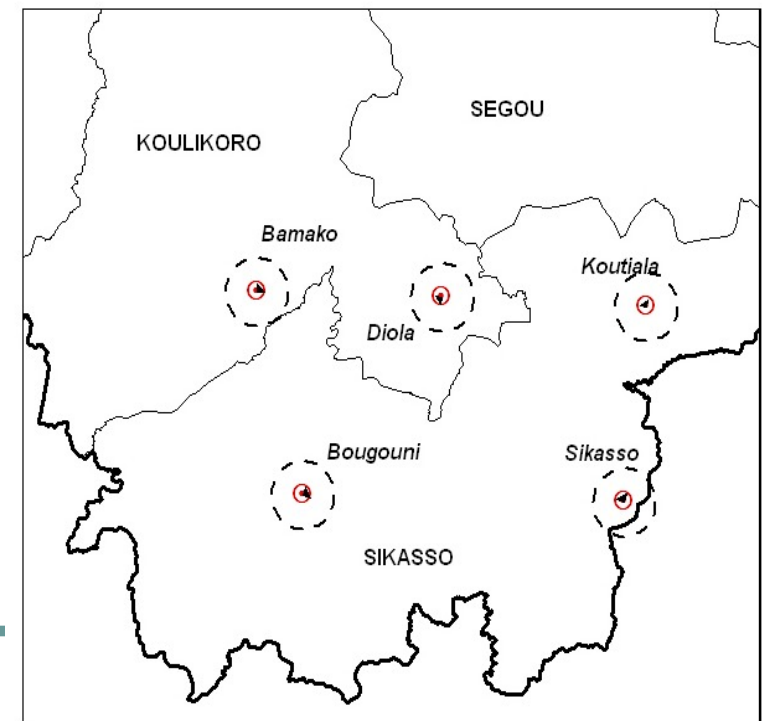 SEGOU
KOULIKORO
Bamako
Koutiala
Diola
Bougouni
Sikasso
SIKASSO